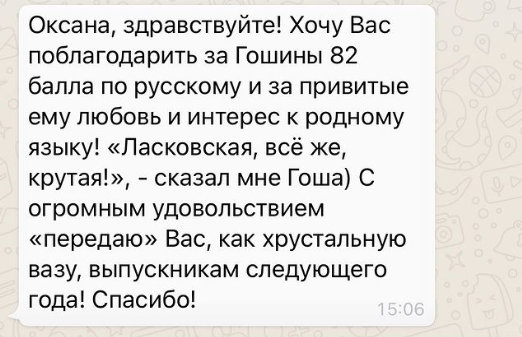 Оксана, здравствуйте! Хочу Вас
поблагодарить за Гошины 82
балла по русскому и за привитые
ему любовь и интерес к родному
языку! «Ласковская, всё же,
крутая!», - сказал мне Гоша) С
огромным удовольствием
«передаю» Вас, как хрустальную
вазу, выпускникам следующего
года! Спасибо!
15:06